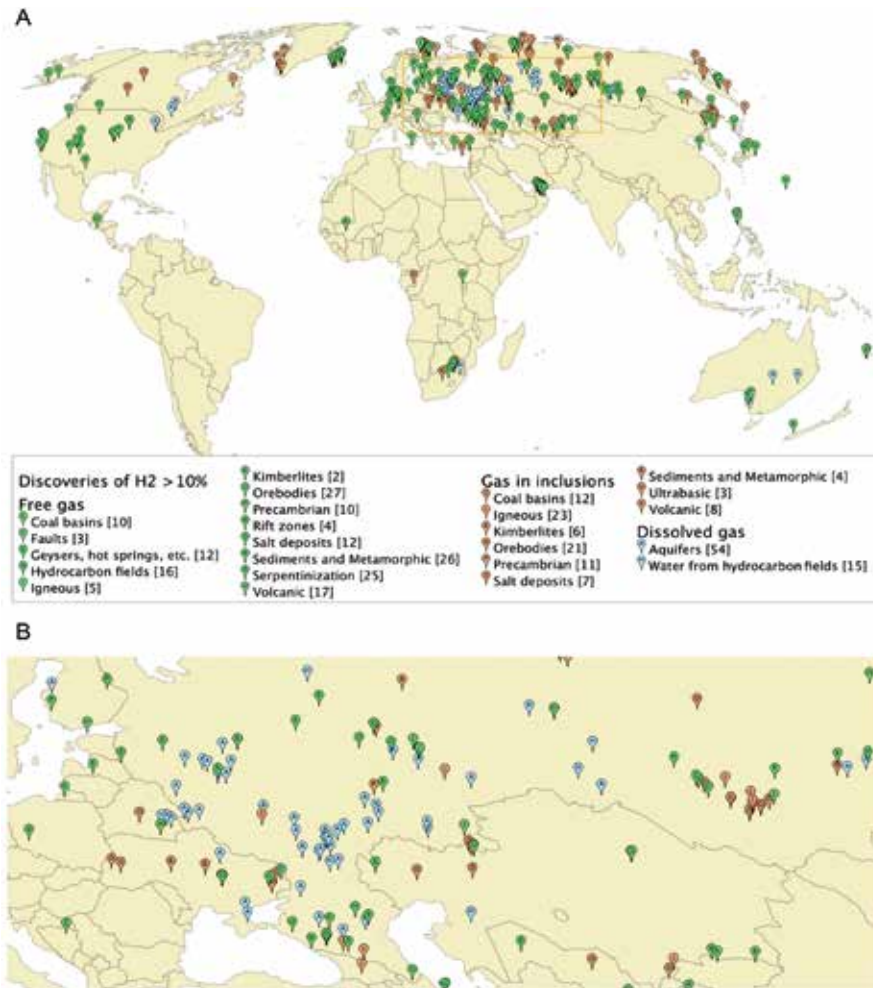 A
Discoveries of H2 >10%
Free gas
Coal basins [10]
Faults [3]
Geysers, hot springs, etc. [12]
Hydrocarbon fields [16]
Igneous [5]
Kimberlites [2]
Orebodies [27]
Precambrian [10]
Rift zones [4]
Salt deposits [12]
Sediments and Metamorphic [26]
Serpentinization [25]
Volcanic [17]
Gas in inclusions
Coal basins [12]
Igneous [23]
Kimberlites [6]
Orebodies [21]
Precambrian [11]
Salt deposits [7]
Sediments and Metamorphic [4]
Ultrabasic [3]
Volcanic [8]
Dissolved gas
Aquifers [54]
Water from hydrocarbon fields [15]
B